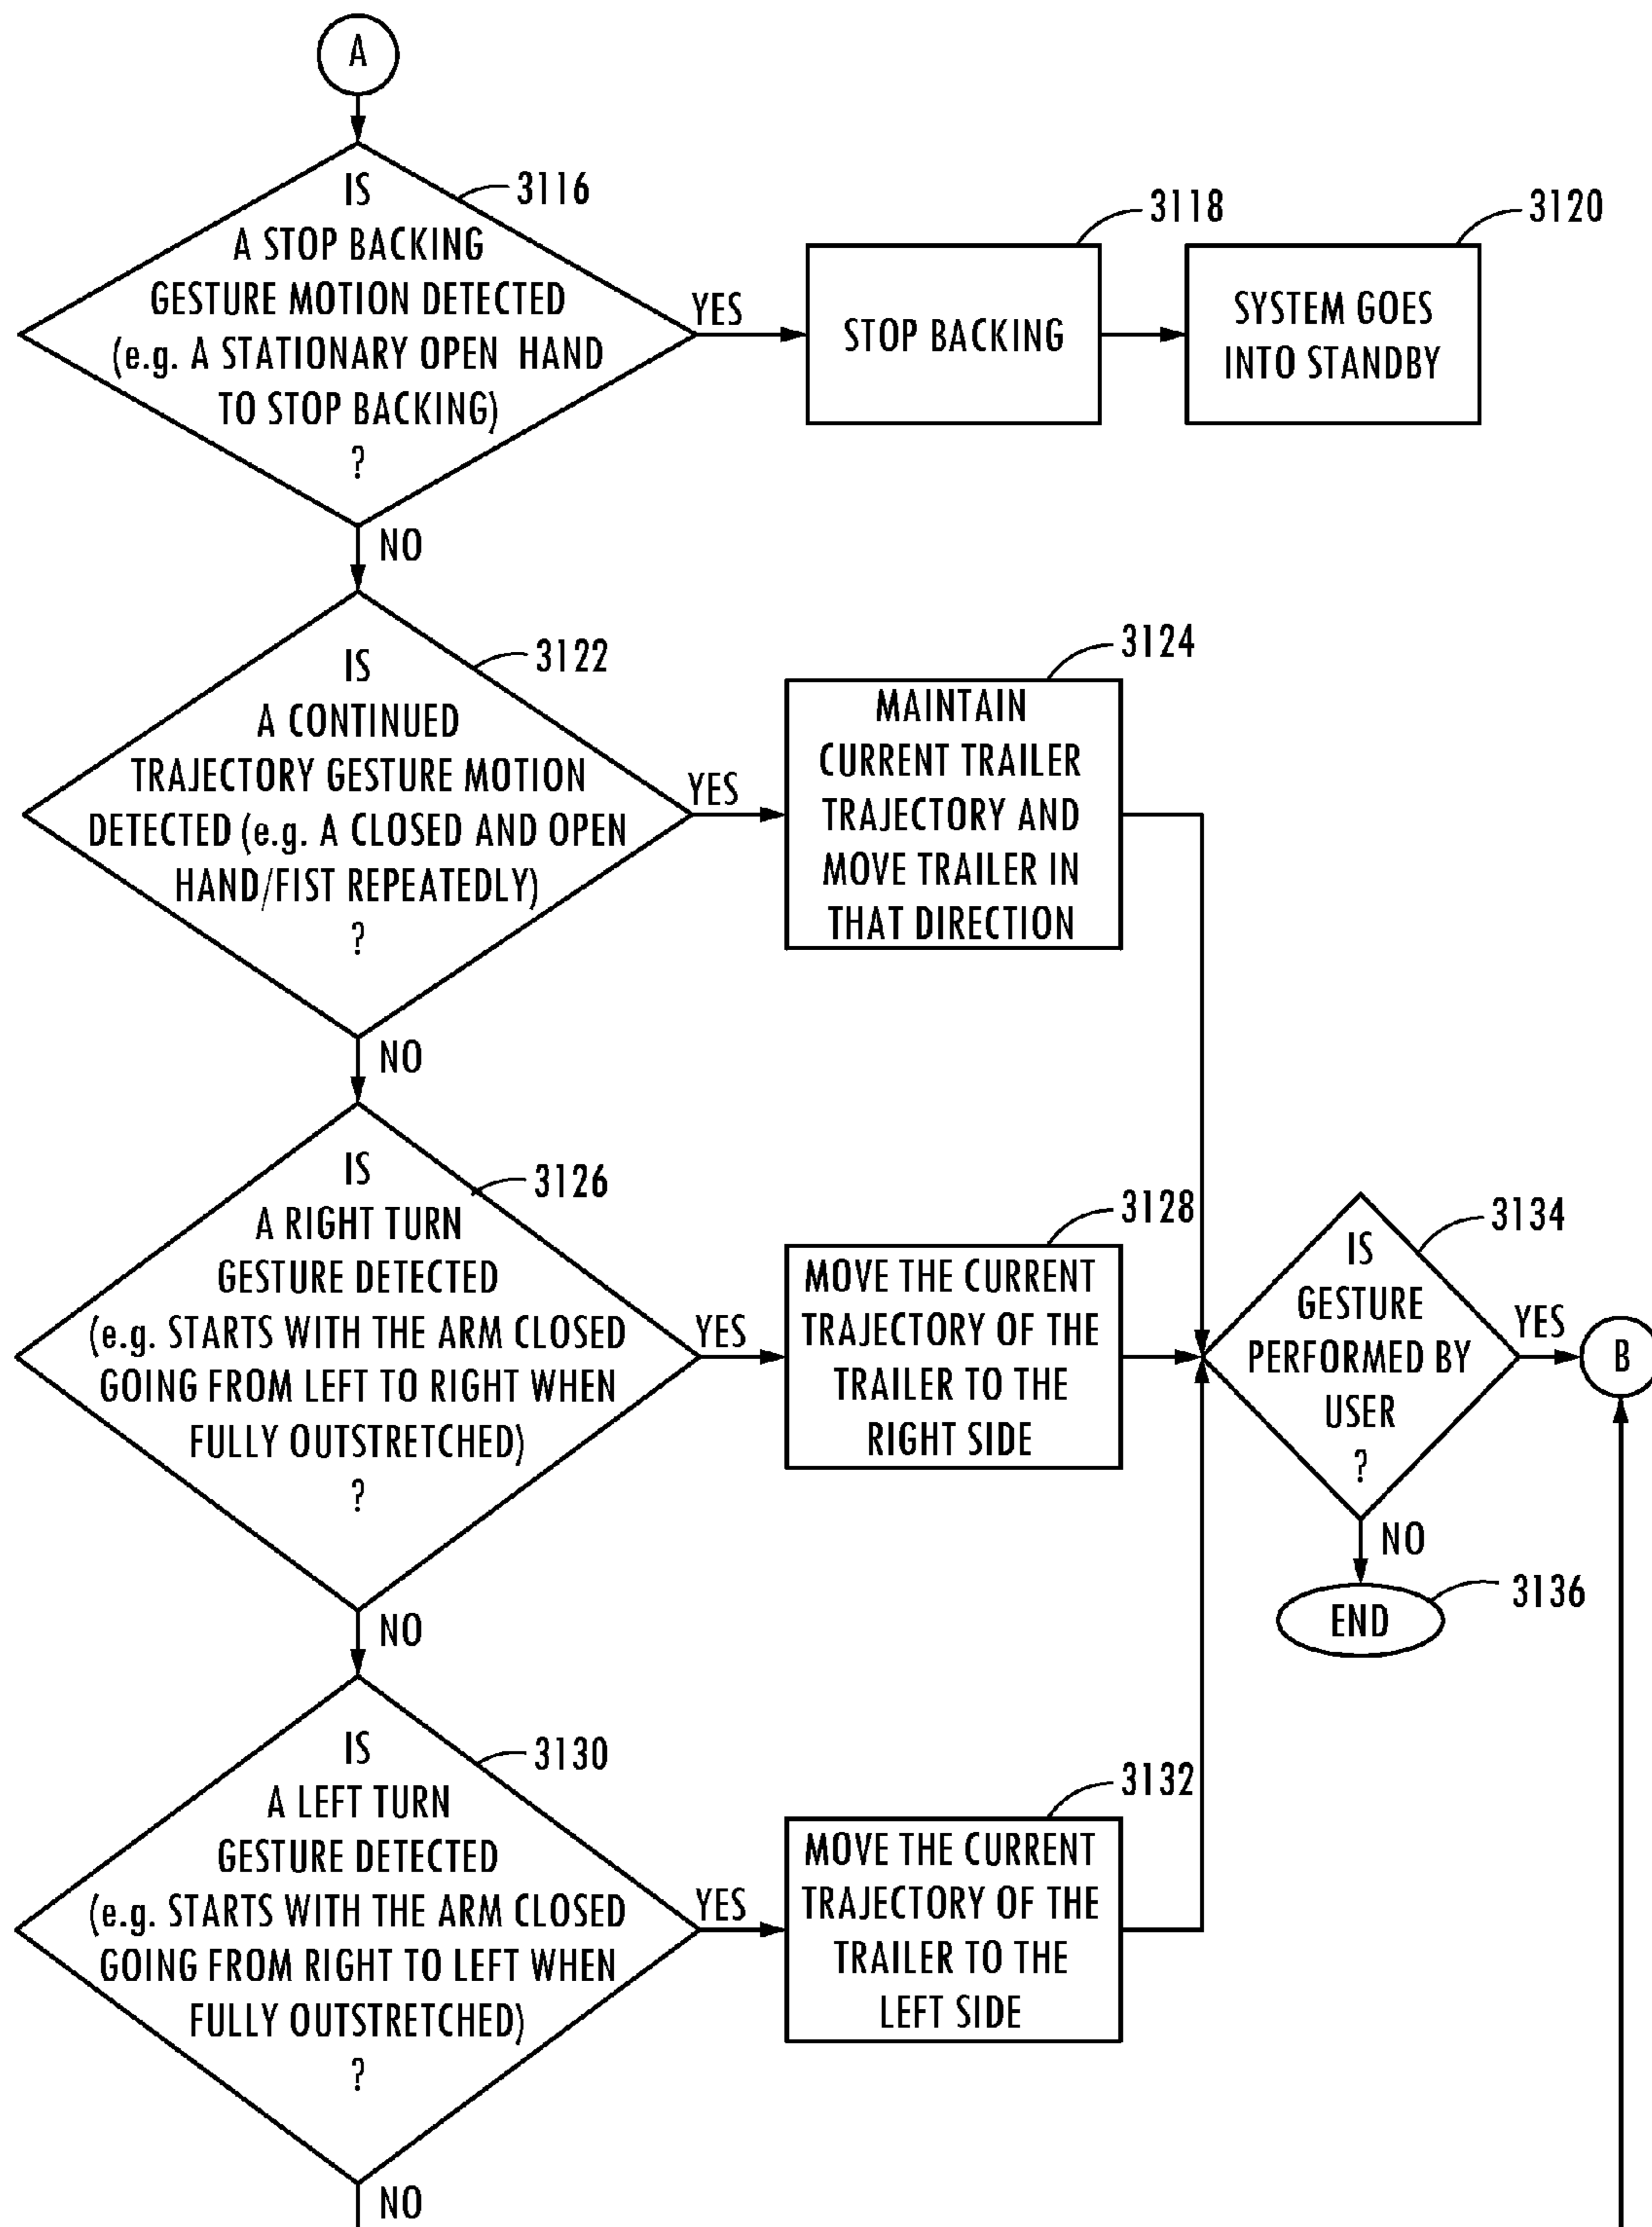 A
IS
A STOP BACKING
GESTURE MOTION DETECTED
(e.g. A STATIONARY OPEN HAND
TO STOP BACKING)
?
3116
YES
STOP BACKING
3118
SYSTEM GOES
INTO STANDBY
3120
NO
IS
A CONTINUED
TRAJECTORY GESTURE MOTION
DETECTED (e.g. A CLOSED AND OPEN
HAND/FIST REPEATEDLY)
?
3122
YES
MAINTAIN
CURRENT TRAILER
TRAJECTORY AND
MOVE TRAILER IN
THAT DIRECTION
3124
NO
IS
A RIGHT TURN
GESTURE DETECTED
(e.g. STARTS WITH THE ARM CLOSED
GOING FROM LEFT TO RIGHT WHEN
FULLY OUTSTRETCHED)
?
3126
YES
MOVE THE CURRENT
TRAJECTORY OF THE
TRAILER TO THE
RIGHT SIDE
3128
IS
GESTURE
PERFORMED BY
USER
?
3134
YES
B
NO
END
3136
NO
IS
A LEFT TURN
GESTURE DETECTED
(e.g. STARTS WITH THE ARM CLOSED
GOING FROM RIGHT TO LEFT WHEN
FULLY OUTSTRETCHED)
?
3130
YES
MOVE THE CURRENT
TRAJECTORY OF THE
TRAILER TO THE
LEFT SIDE
3132
NO